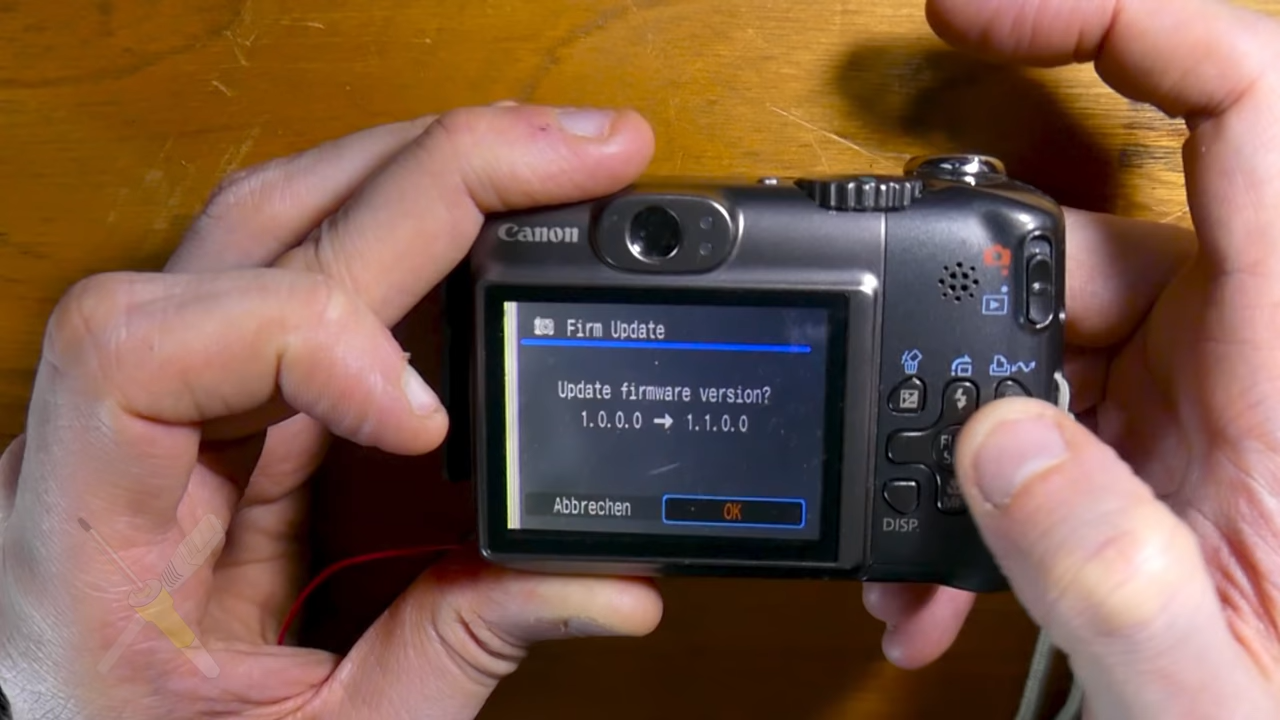 Canon
Firm Update
Update firmware version?
1.0.0.0 → 1.1.0.0
Abbrechen
OK
DISP.